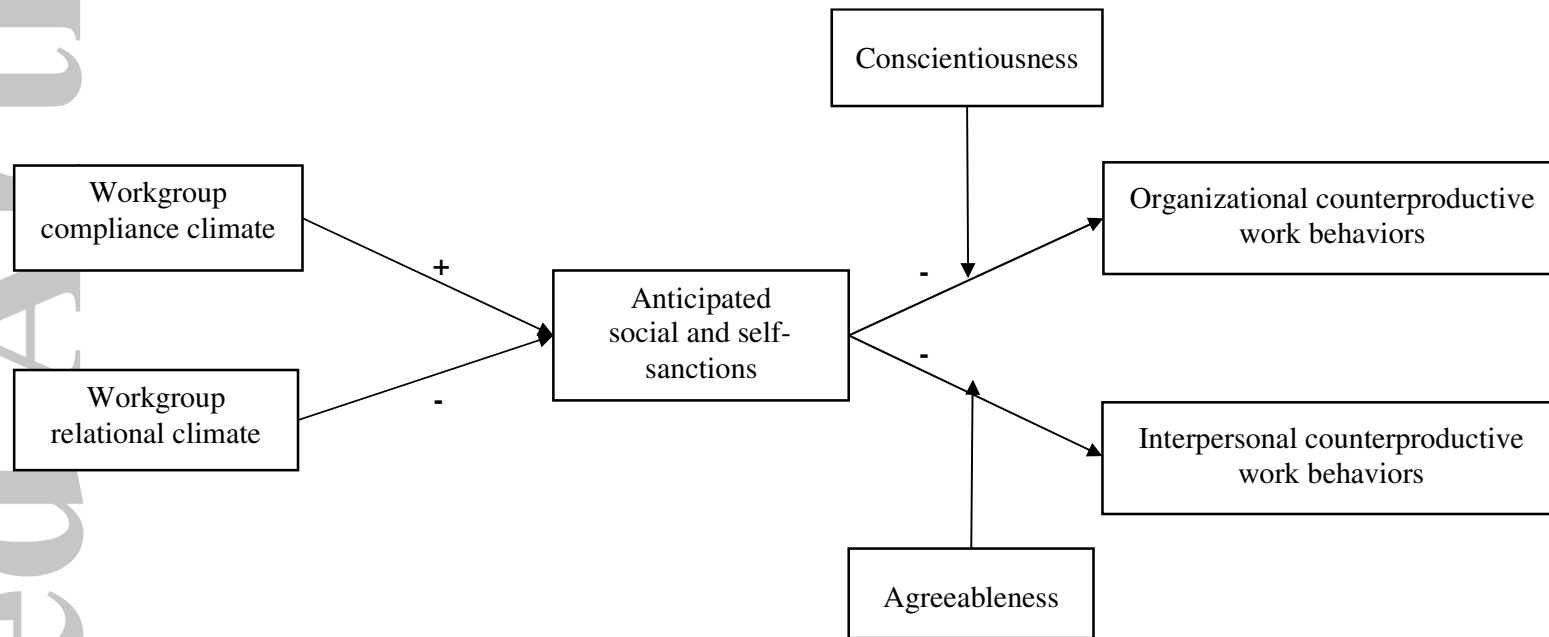 Conscientiousness
Workgroup
compliance climate
Organizational counterproductive
work behaviors
+
-
Anticipated
social and self-
sanctions
-
-
Workgroup
relational climate
Interpersonal counterproductive
work behaviors
Agreeableness